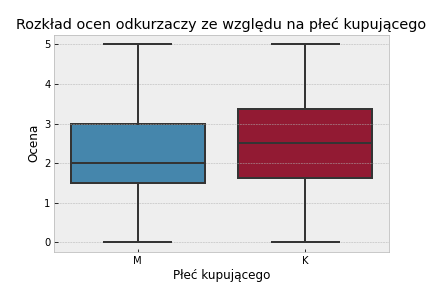 Rozkład ocen odkurzaczy ze względu na płeć kupującego
Ocena
5
4
3
2
1
0
M
K
Płeć kupującego